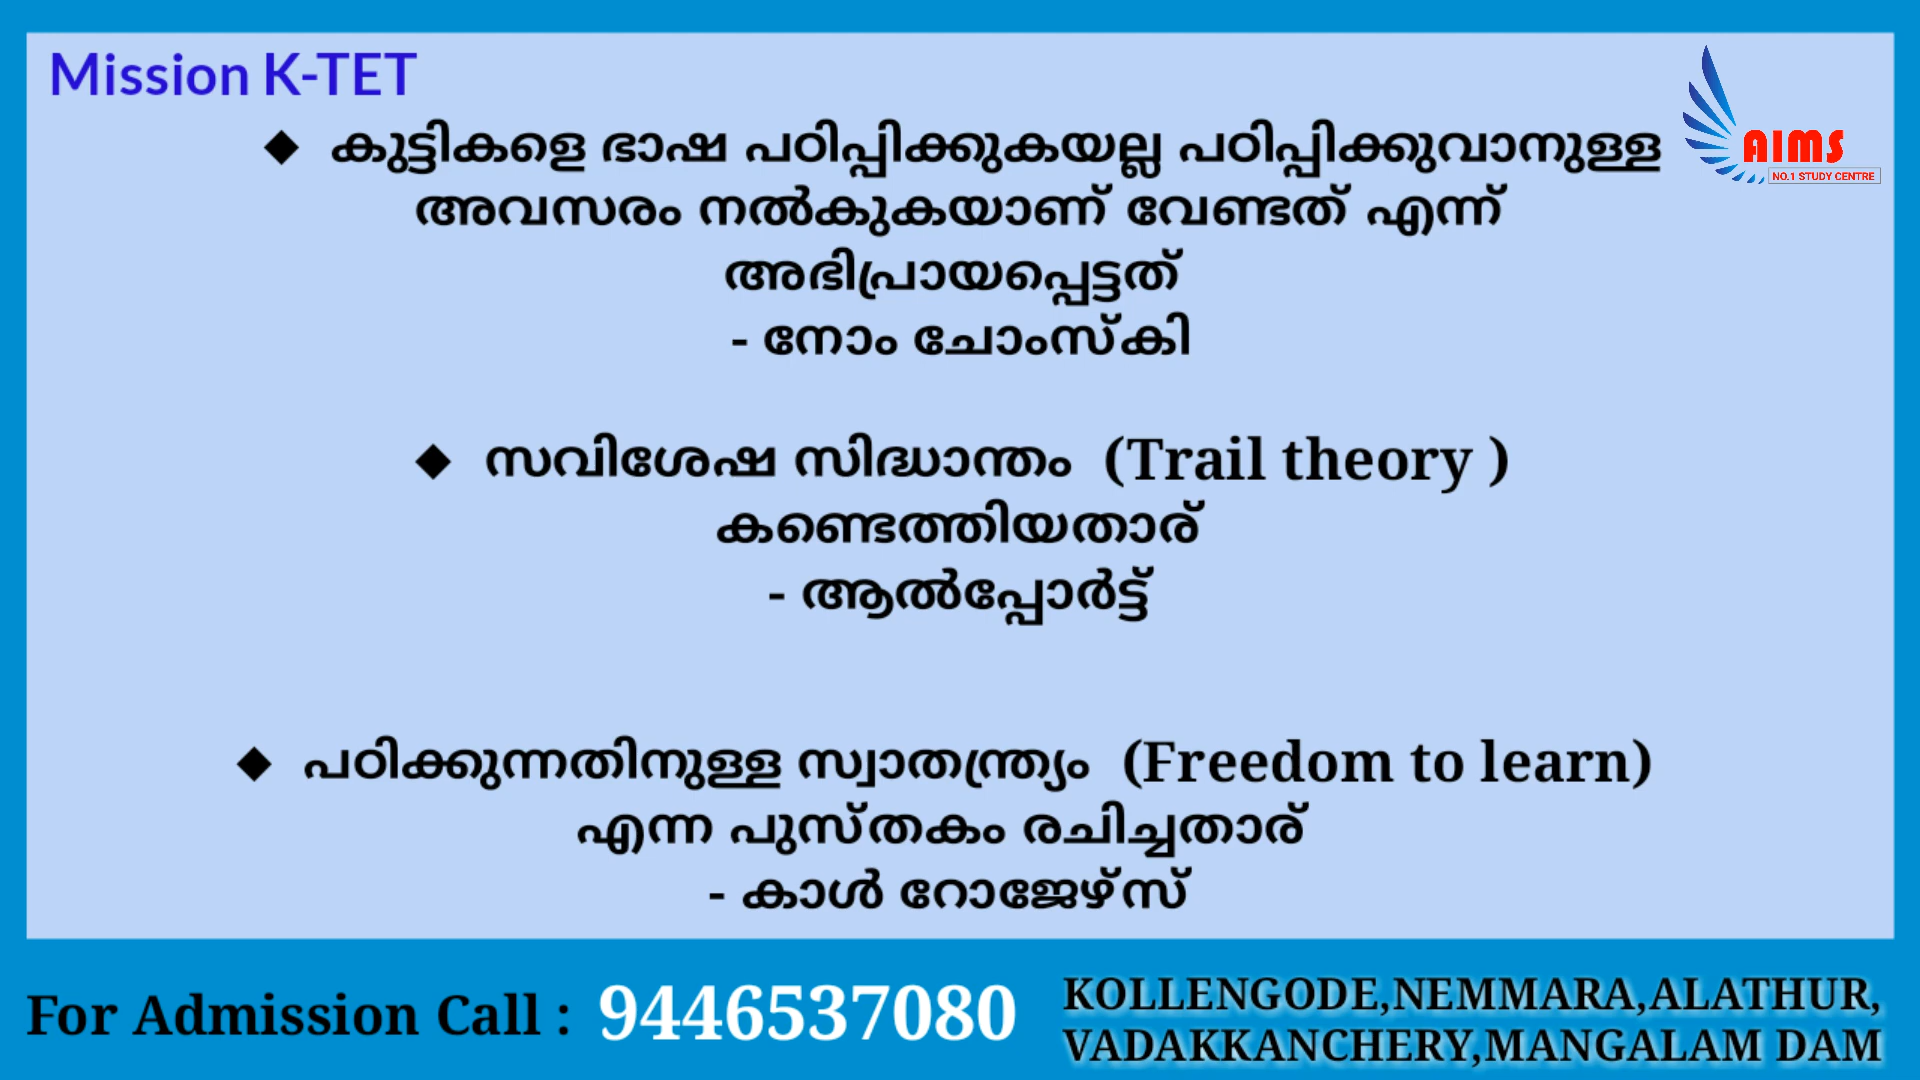 Mission K-TET
AIMS
NO.1 STUDY CENTRE
◆ കുട്ടികളെ ഭാഷ പഠിപ്പിക്കുകയല്ല പഠിപ്പിക്കുവാനുള്ള
അവസരം നൽകുകയാണ് വേണ്ടത് എന്ന്
അഭിപ്രായപ്പെട്ടത്
- നോം ചോംസ്കി
◆ സവിശേഷ സിദ്ധാന്തം (Trail theory )
കണ്ടെത്തിയതാര്
- ആൽപ്പോർട്ട്
◆ പഠിക്കുന്നതിനുള്ള സ്വാതന്ത്ര്യം (Freedom to learn)
എന്ന പുസ്തകം രചിച്ചതാര്
- കാൾ റോജേഴ്സ്
For Admission Call : 9446537080
KOLLENGODE,NEMMARA,ALATHUR,
VADAKKANCHERY,MANGALAM DAM